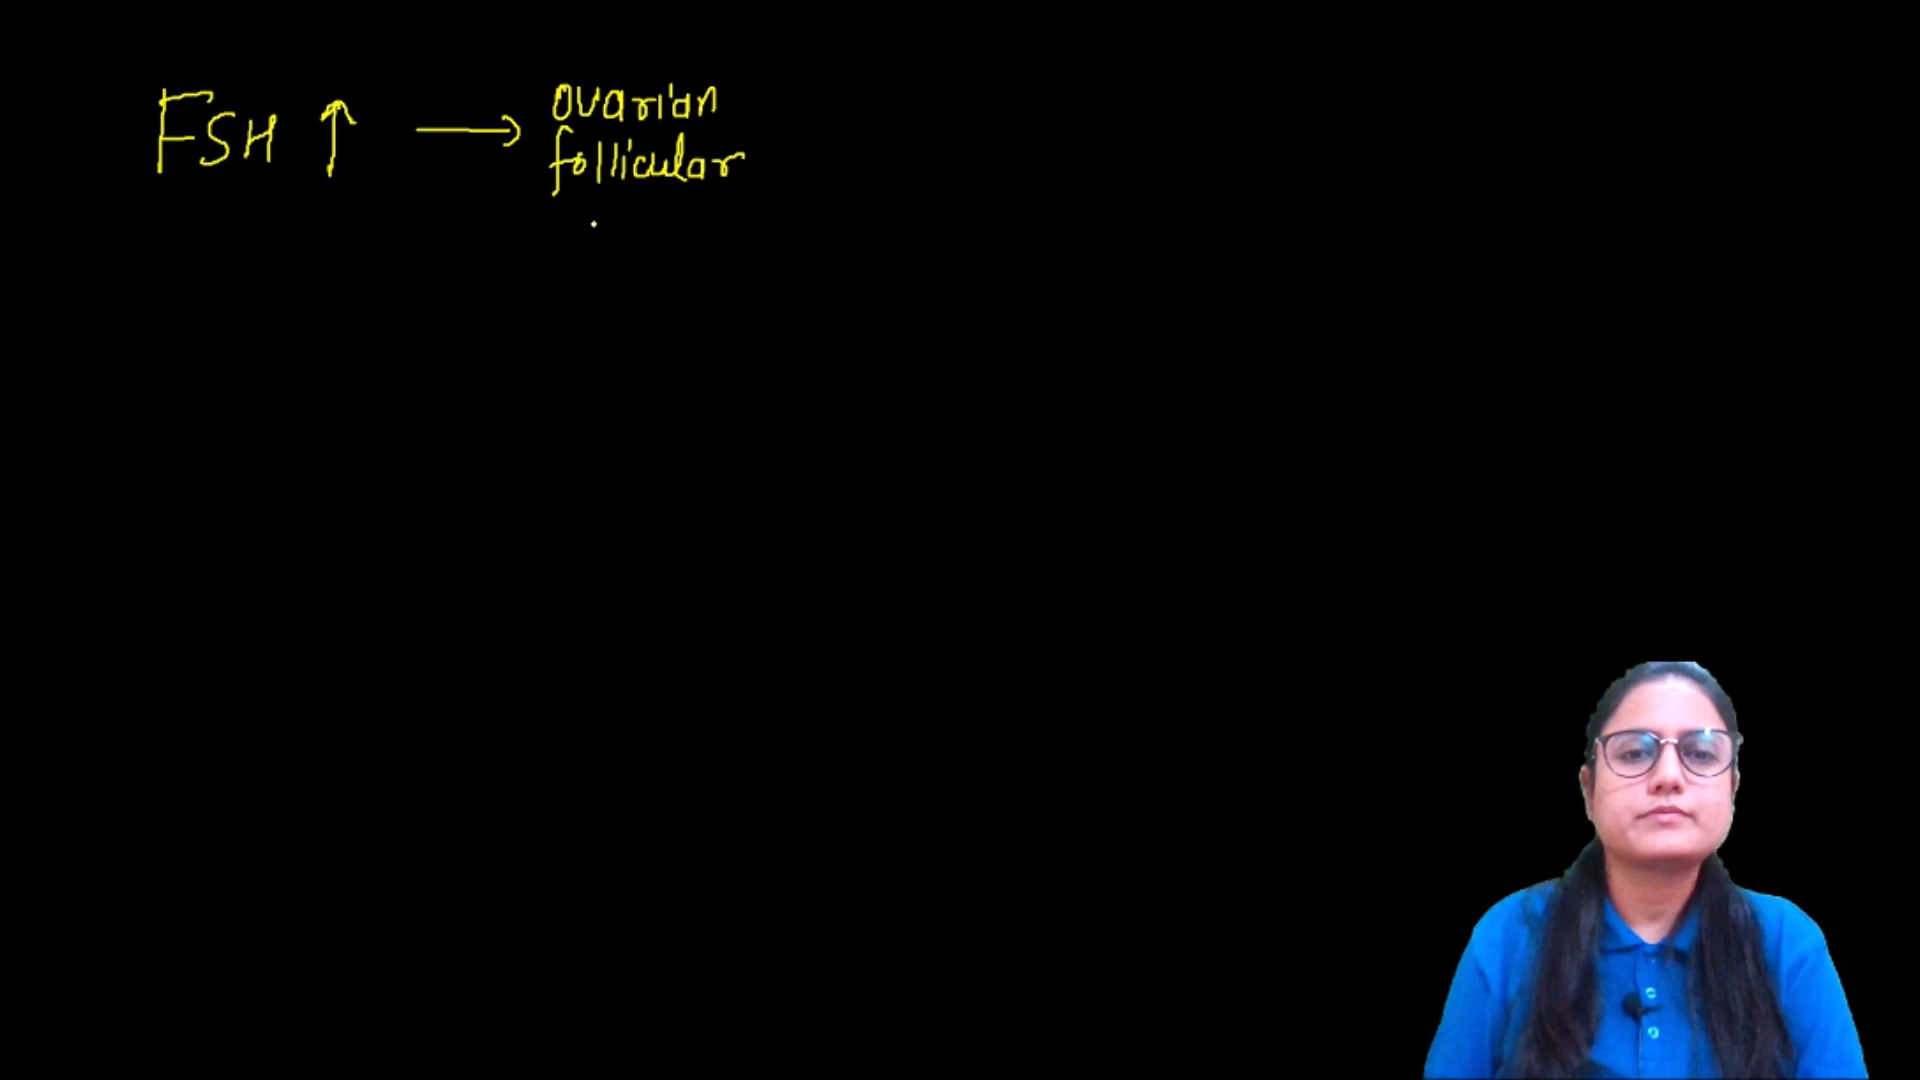 FSH ↑ → ovarian
follicular